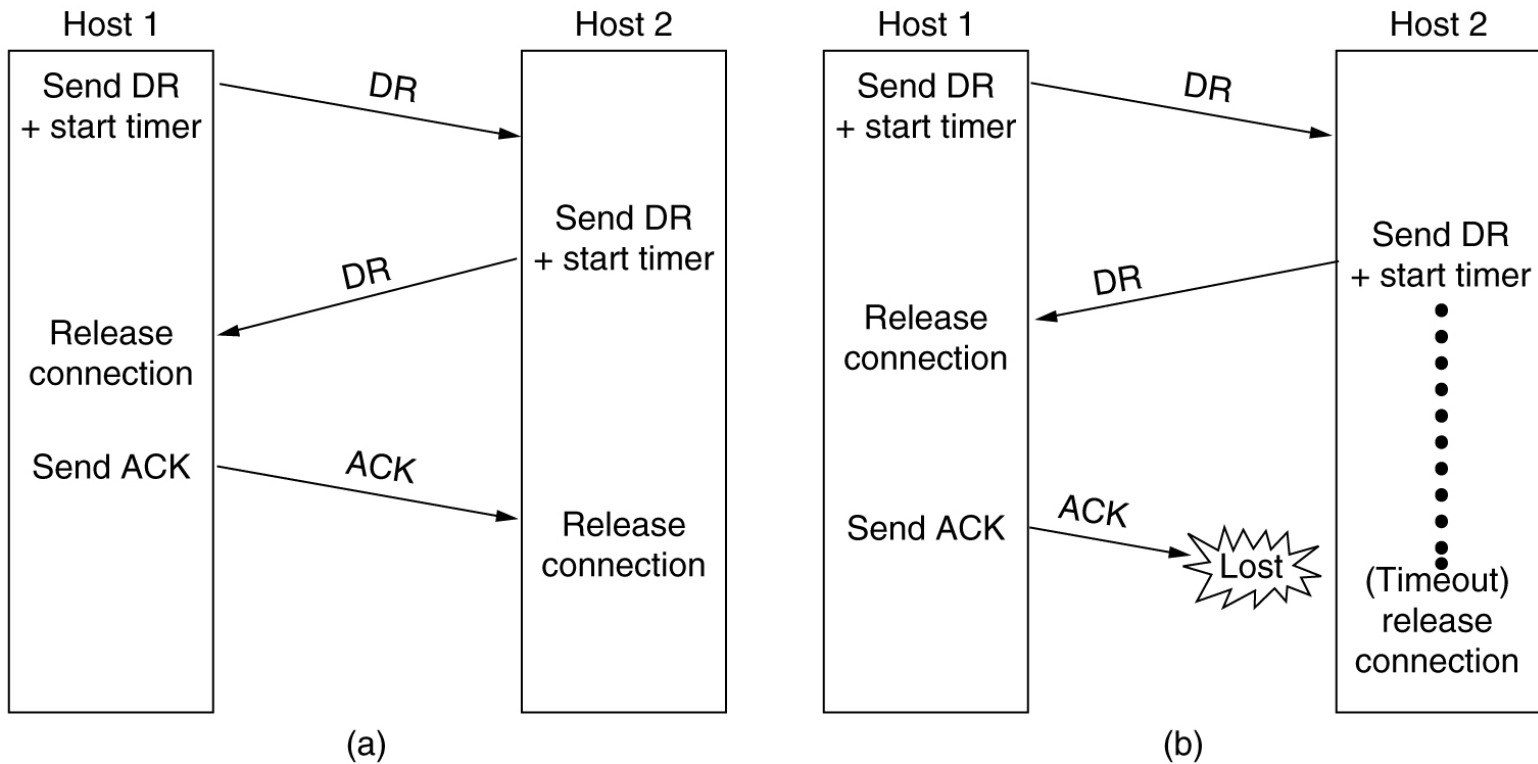 Host 1
Host 2
Send DR
+ start timer
DR
Send DR
+ start timer
DR
Release
connection
Send ACK
ACK
Release
connection
(a)
Host 1
Host 2
Send DR
+ start timer
DR
Send DR
+ start timer
DR
Release
connection
Send ACK
ACK
Lost
(Timeout)
release
connection
(b)